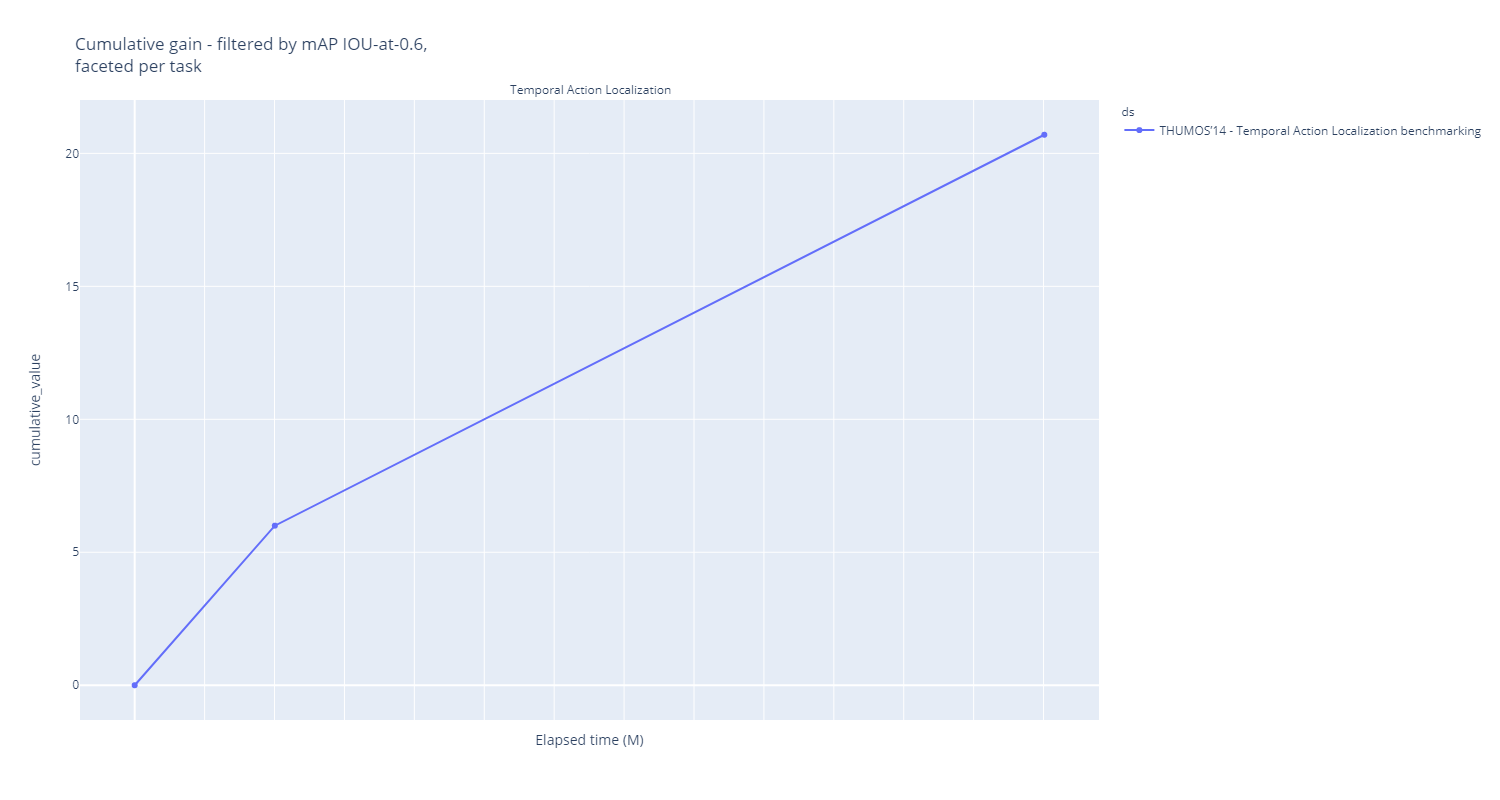 Cumulative gain - filtered by mAP IOU-at-0.6,
faceted per task
Temporal Action Localization
ds
THUMOS’14 - Temporal Action Localization benchmarking
20
15
10
5
0
cumulative_value
Elapsed time (M)